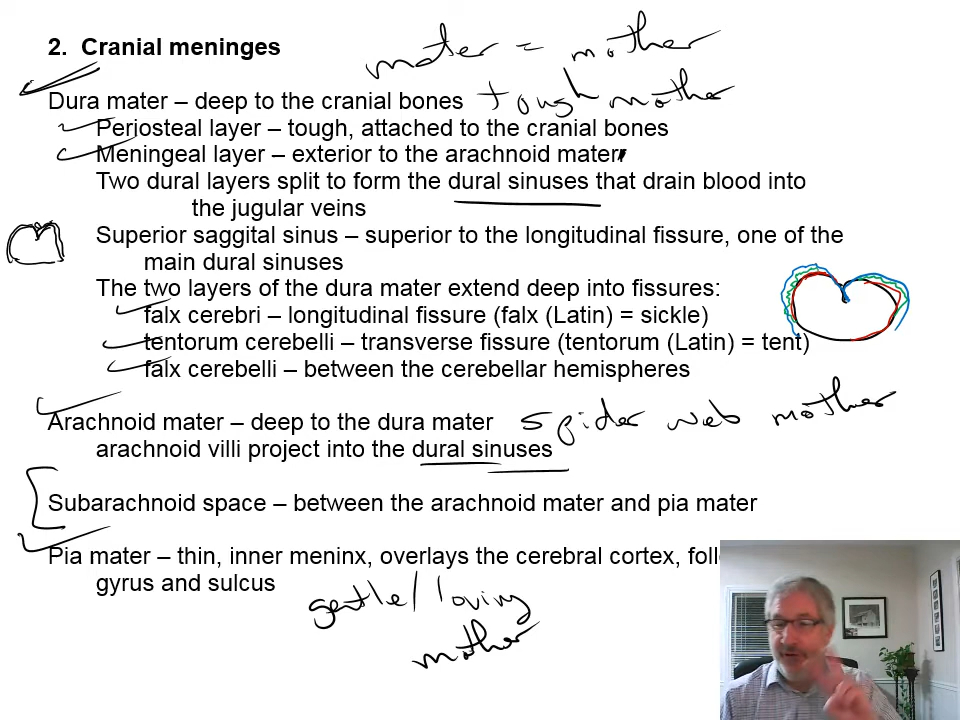 2. Cranial meninges
mater = mother
Dura mater – deep to the cranial bones tough mother
Periosteal layer – tough, attached to the cranial bones
Meningeal layer – exterior to the arachnoid mater
Two dural layers split to form the dural sinuses that drain blood into
the jugular veins
Superior saggital sinus – superior to the longitudinal fissure, one of the
main dural sinuses
The two layers of the dura mater extend deep into fissures:
falx cerebri – longitudinal fissure (falx (Latin) = sickle)
tentorum cerebelli – transverse fissure (tentorum (Latin) = tent)
falx cerebelli – between the cerebellar hemispheres
Arachnoid mater – deep to the dura mater spider web mother
arachnoid villi project into the dural sinuses
Subarachnoid space – between the arachnoid mater and pia mater
Pia mater – thin, inner meninx, overlays the cerebral cortex,
gyrus and sulcus
gentle/loving
mother